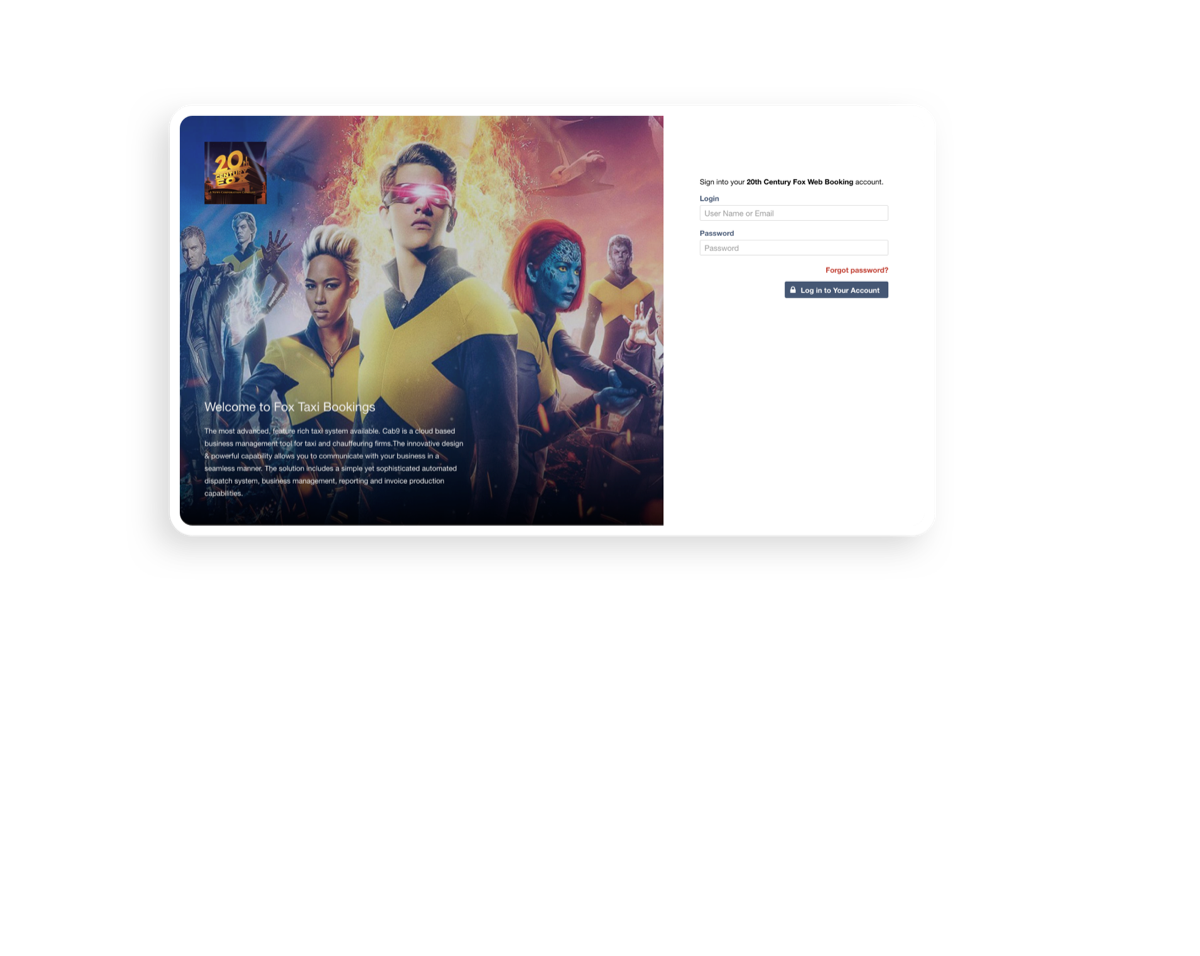 20
CENTURY
FOX
Welcome to Fox Taxi Bookings
The most advanced, feature rich taxi system available. Cab9 is a cloud based
business management tool for taxi and chauffeuring firms.The innovative design
& powerful capability allows you to communicate with your business in a
seamless manner. The solution includes a simple yet sophisticated automated
dispatch system, business management, reporting and invoice production
capabilities.
Sign into your 20th Century Fox Web Booking account.
Login
User Name or Email
Password
Password
Forgot password?
Log in to Your Account